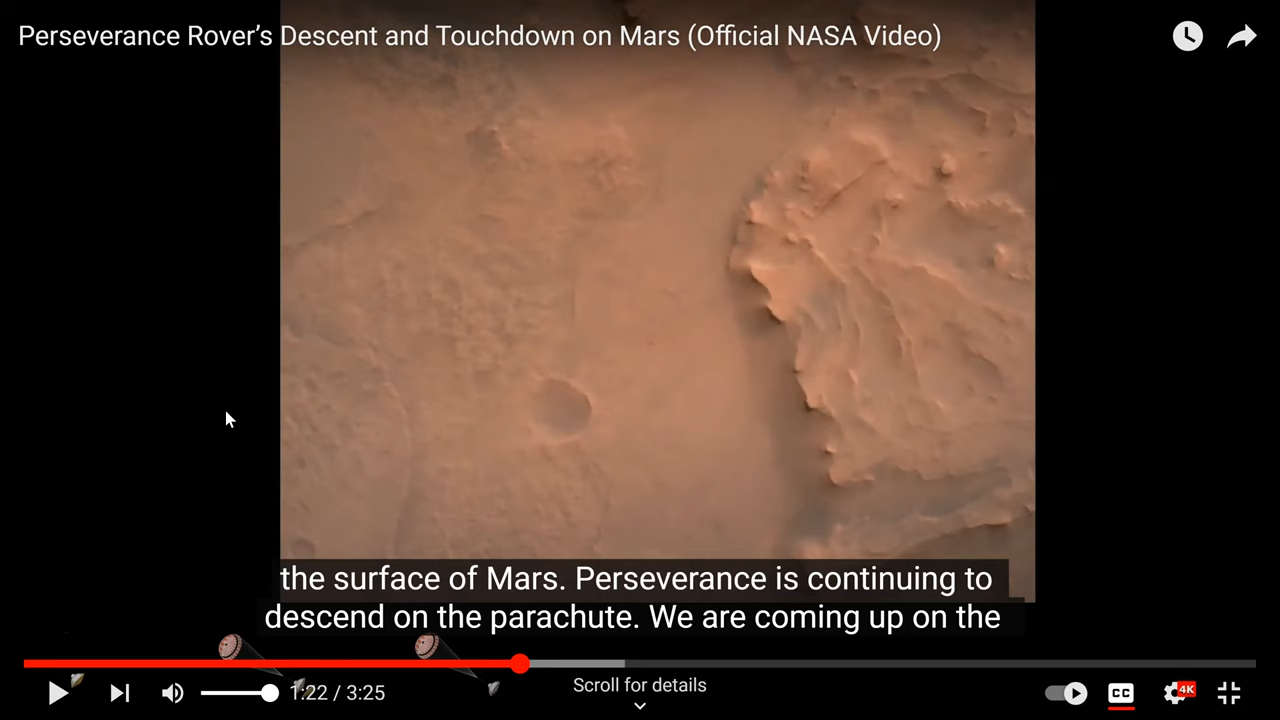 Perseverance Rover’s Descent and Touchdown on Mars (Official NASA Video)
the surface of Mars. Perseverance is continuing to
descend on the parachute. We are coming up on the
1:22 / 3:25
Scroll for details
CC
4K